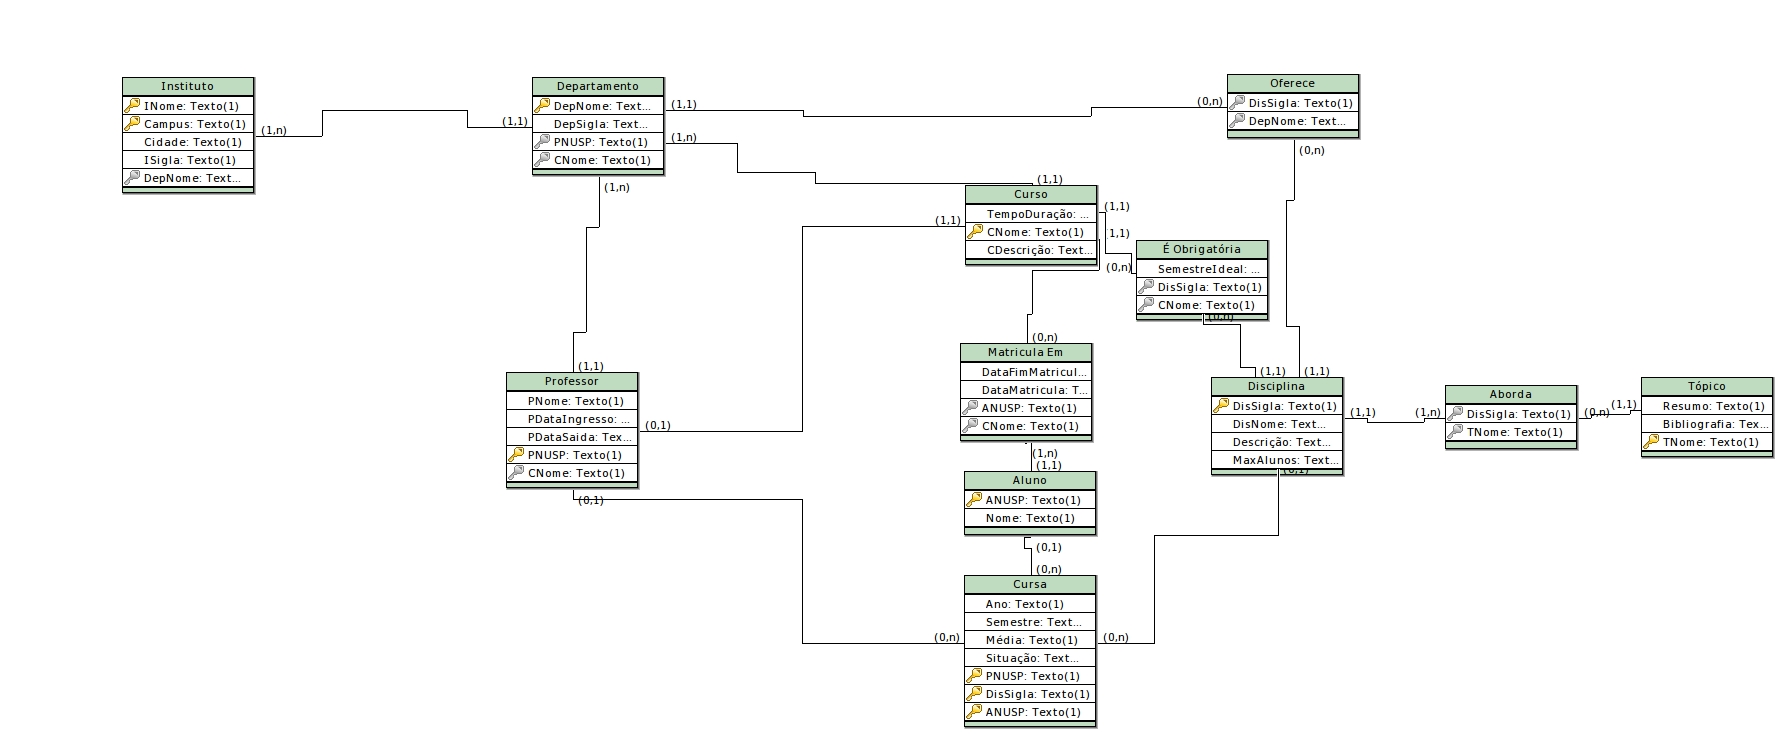 Instituto
INome: Texto(1)
Campus: Texto(1)
Cidade: Texto(1)
ISigla: Texto(1)
DepName: Text...
(1,n)
(1,1)
Departamento
DepNome: Text...
DepSigla: Text...
PNUSP: Texto(1)
CNome: Texto(1)
(1,1)
(0,n)
(1,n)
(1,1)
(1,n)
(1,1)
Oferece
DisSigla: Texto(1)
DepNome: Text...
(0,n)
(1,1)
Curso
TempoDuração: ...
CNome: Texto(1)
CDescrição: Text...
(1,1)
(1,1)
1,1)
(0,n)
(0,n)
É Obrigatória
SemestreIdeal: ...
DisSigla: Texto(1)
CNome: Texto(1)
(0,n)
(1,1)
Professor
PNome: Texto(1)
PDataIngresso: ...
PDataSaida: Tex...
PNUSP: Texto(1)
CNome: Texto(1)
(0,1)
(0,1)
Matricula Em
DataFimMatricul...
DataMatricula: T...
ANUSP: Texto(1)
CNome: Texto(1)
(1,n)
(1,1)
Aluno
ANUSP: Texto(1)
Nome: Texto(1)
(0,1)
(0,n)
Cursa
Ano: Texto(1)
Semestre: Text...
Média: Texto(1)
Situação: Text...
PNUSP: Texto(1)
DisSigla: Texto(1)
ANUSP: Texto(1)
(0,n)
(0,n)
Disciplina
DisSigla: Texto(1)
DisNome: Text...
Descrição: Text...
MaxAlunos: Text...
(0,1)
(1,1)
(1,n)
Aborda
DisSigla: Texto(1)
TNome: Texto(1)
(0,n)
(1,1)
Tópico
Resumo: Texto(1)
Bibliografia: Tex...
TNome: Texto(1)